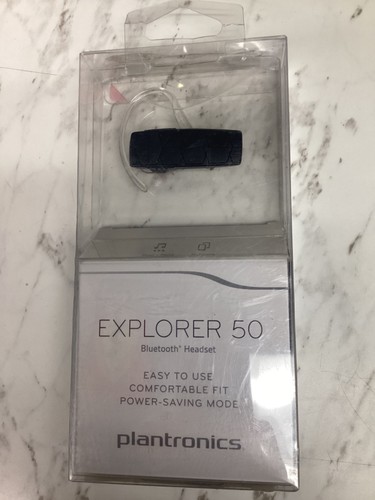 EXPLORER 50
Bluetooth® Headset
EASY TO USE
COMFORTABLE FIT
POWER-SAVING MODE
plantronics